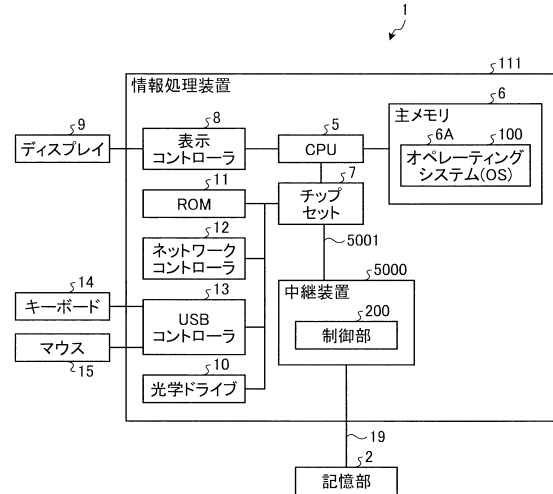 1
111
情報処理装置
9
ディスプレイ
8
表示
コントローラ
5
CPU
6
主メモリ
6A
100
オペレーティング
システム(OS)
7
チップ
セット
11
ROM
12
ネットワーク
コントローラ
5001
14
キーボード
13
USB
コントローラ
マウス
15
5000
中継装置
200
制御部
10
光学ドライブ
19
2
記憶部